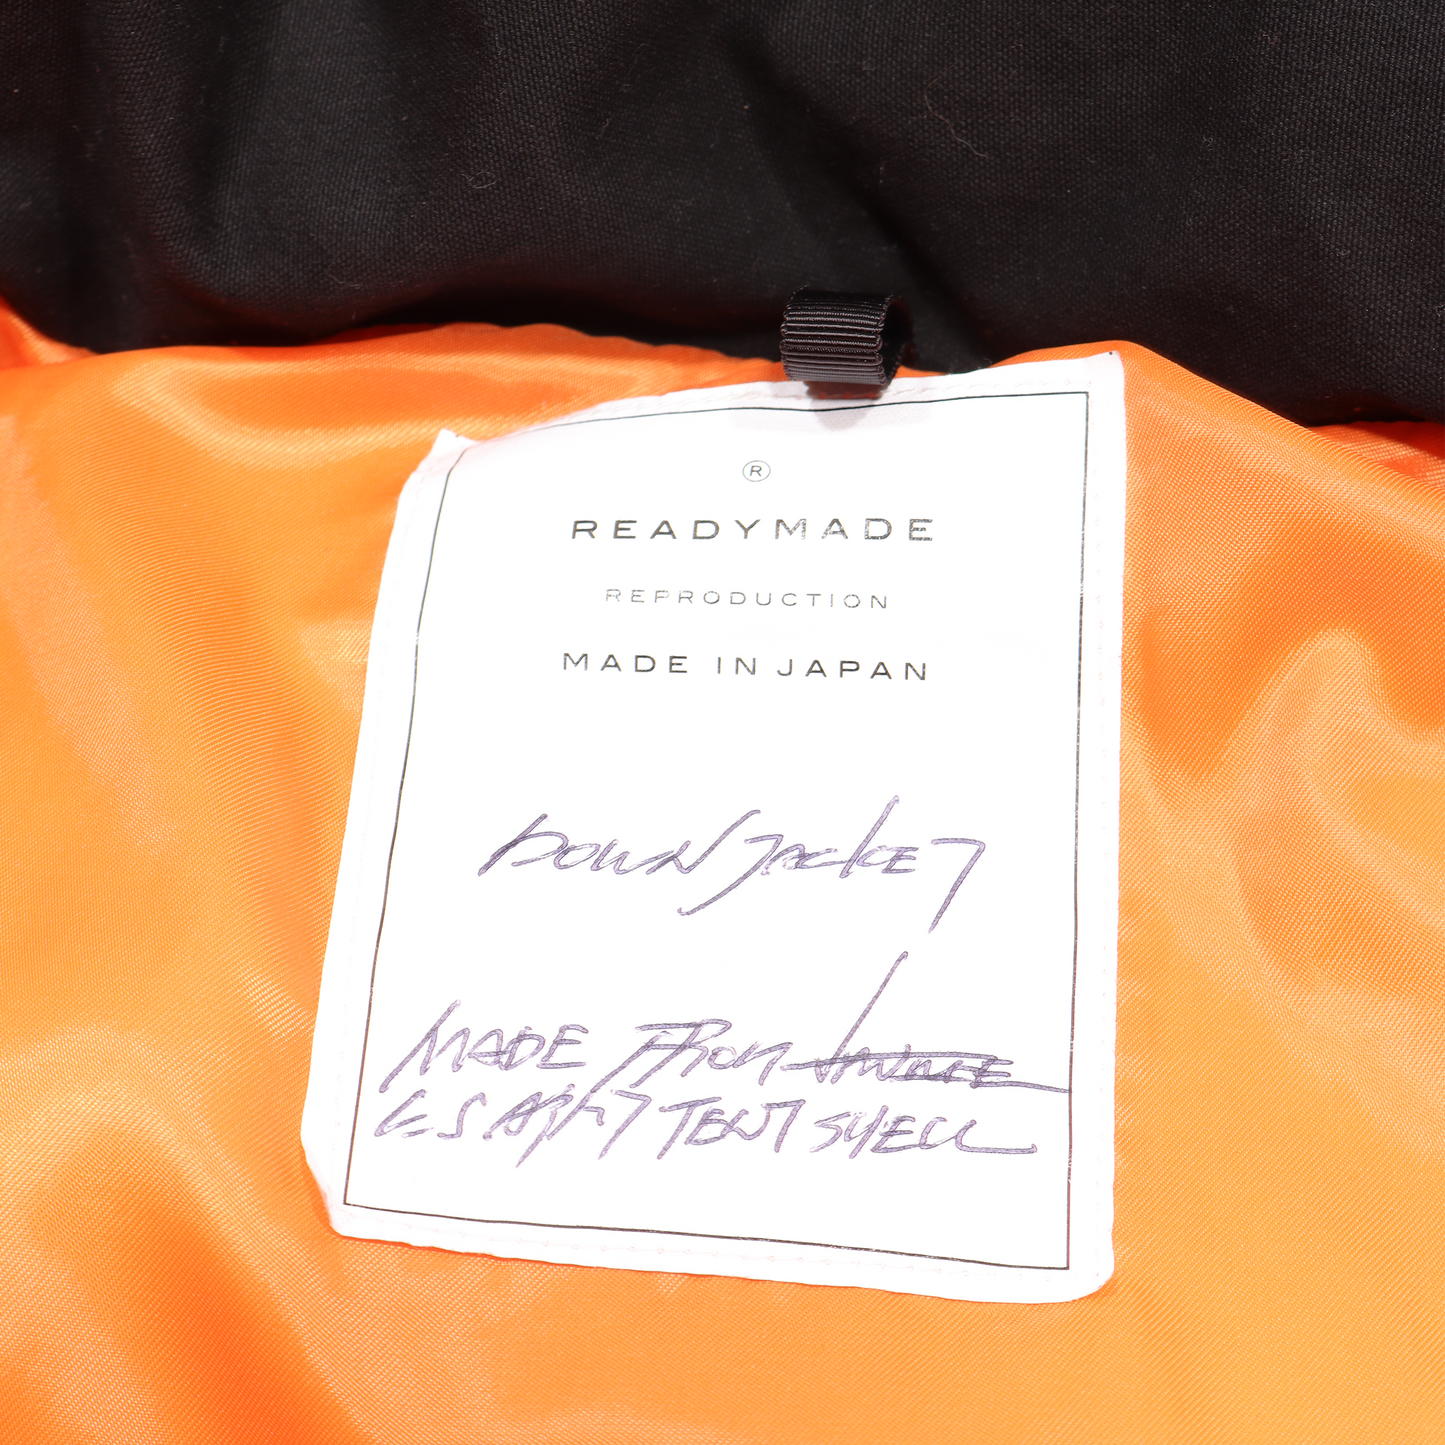 ®
READYMADE
REPRODUCTION
MADE IN JAPAN
DOWN JACKET
MADE FROM
U.S ARMY TENT SHELL